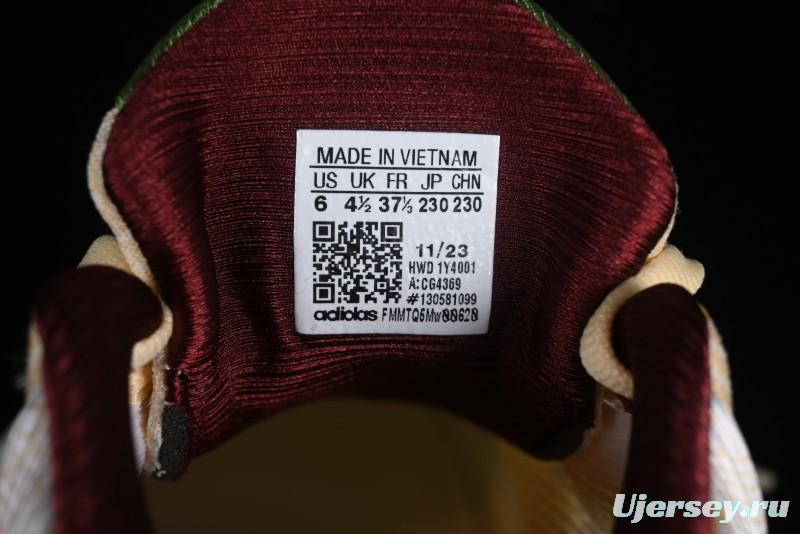 MADE IN VIETNAM
US UK FR JP CHN
6 4½ 37⅓ 230 230
11/23
HWD 1Y4001
A:CG4369
#130581099
adidas FMMTQ6Mw00620
Ujersey.ru